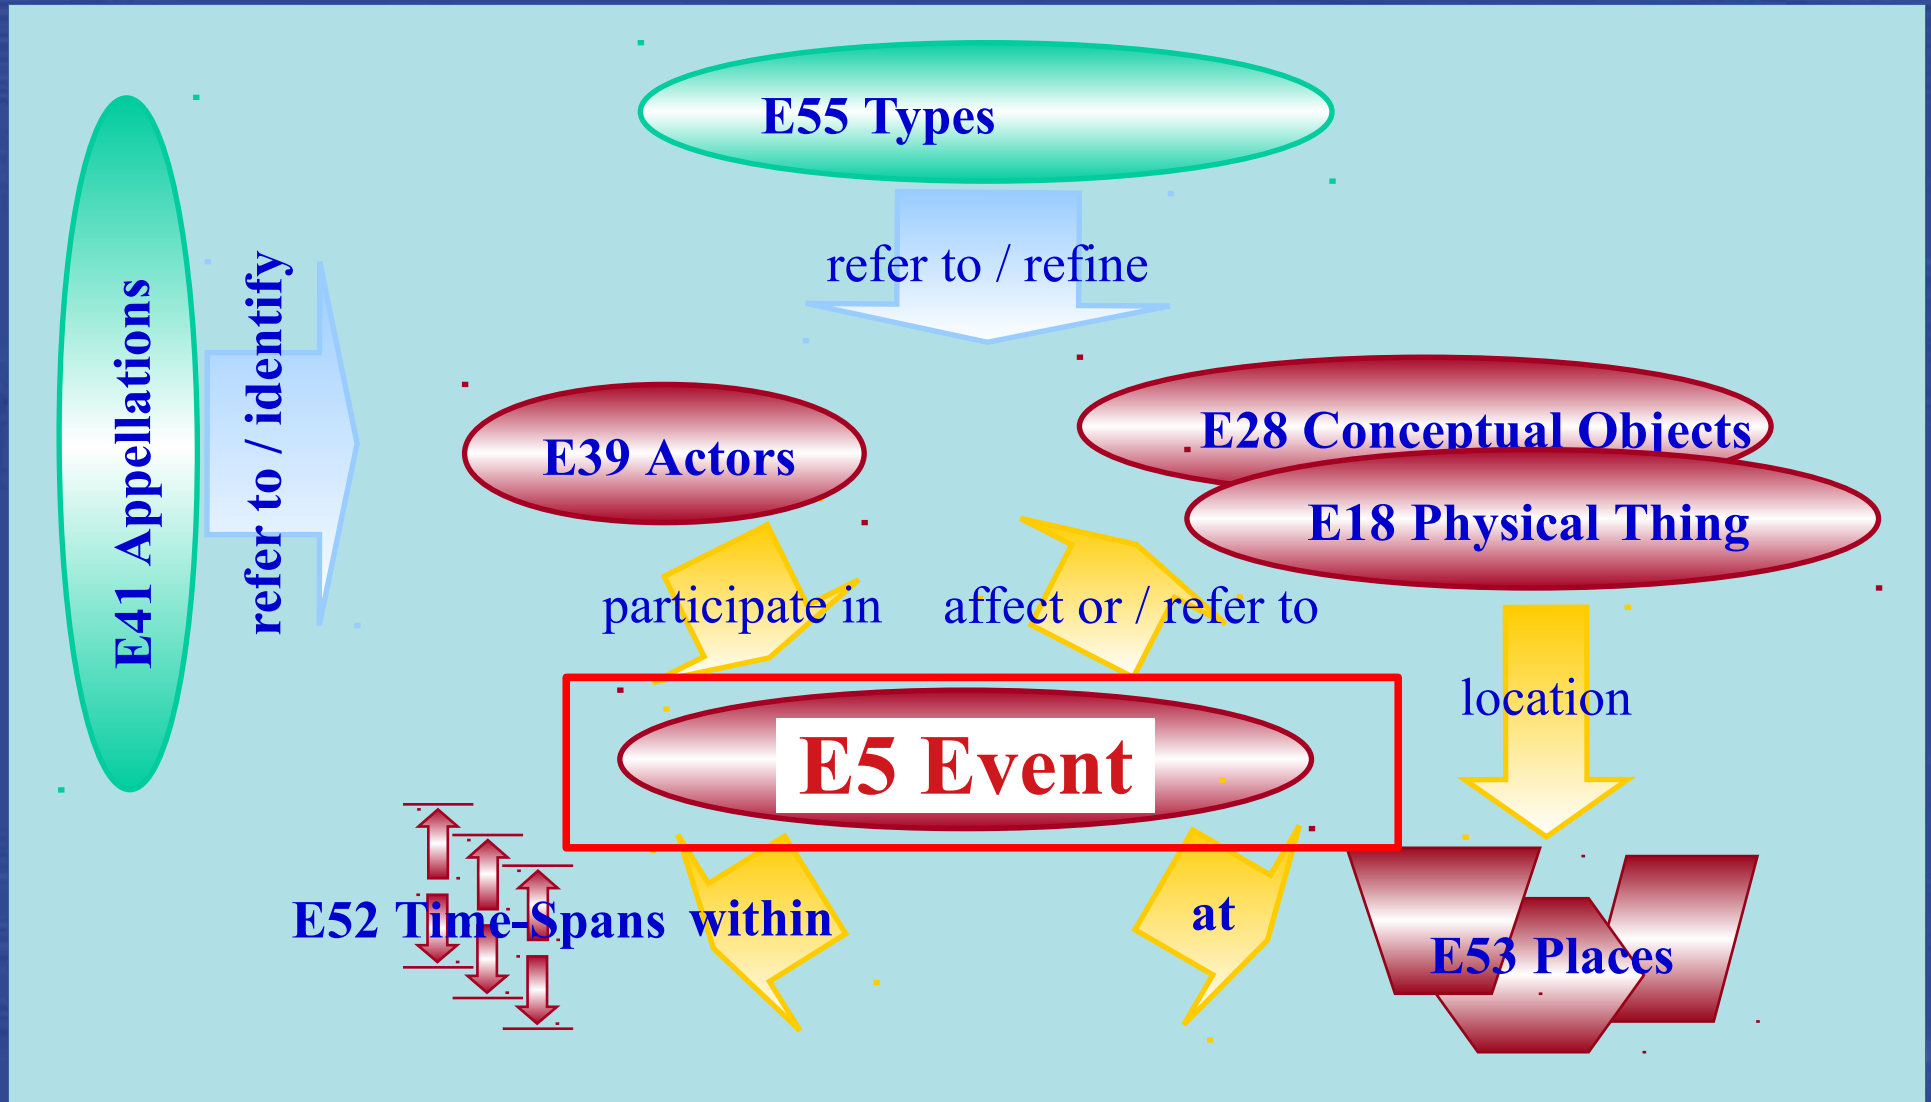 E55 Types
refer to / refine
E41 Appellations
refer to / identify
E39 Actors
E28 Conceptual Objects
E18 Physical Thing
participate in
affect or / refer to
location
E5 Event
E52 Time-Spans
within
at
E53 Places